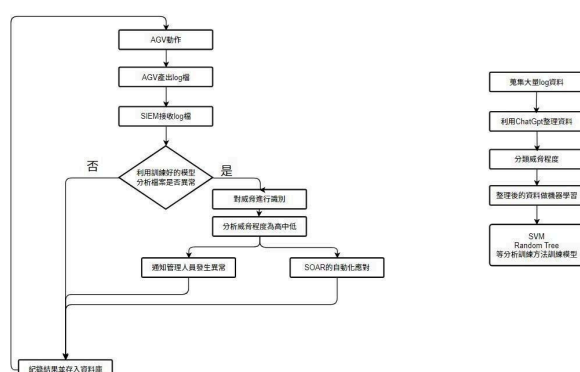 AGV動作
AGV產出log檔
SIEM接收log檔
利用訓練好的模型
分析檔案是否異常
否
是
對威脅進行識別
分析威脅程度為高中低
通知管理人員發生異常
SOAR的自動化應對
記錄結果並存入資料庫
蒐集大量log資料
利用ChatGpt整理資料
分類威脅程度
整理後的資料做機器學習
SVM
Random Tree
等分析訓練方法訓練模型